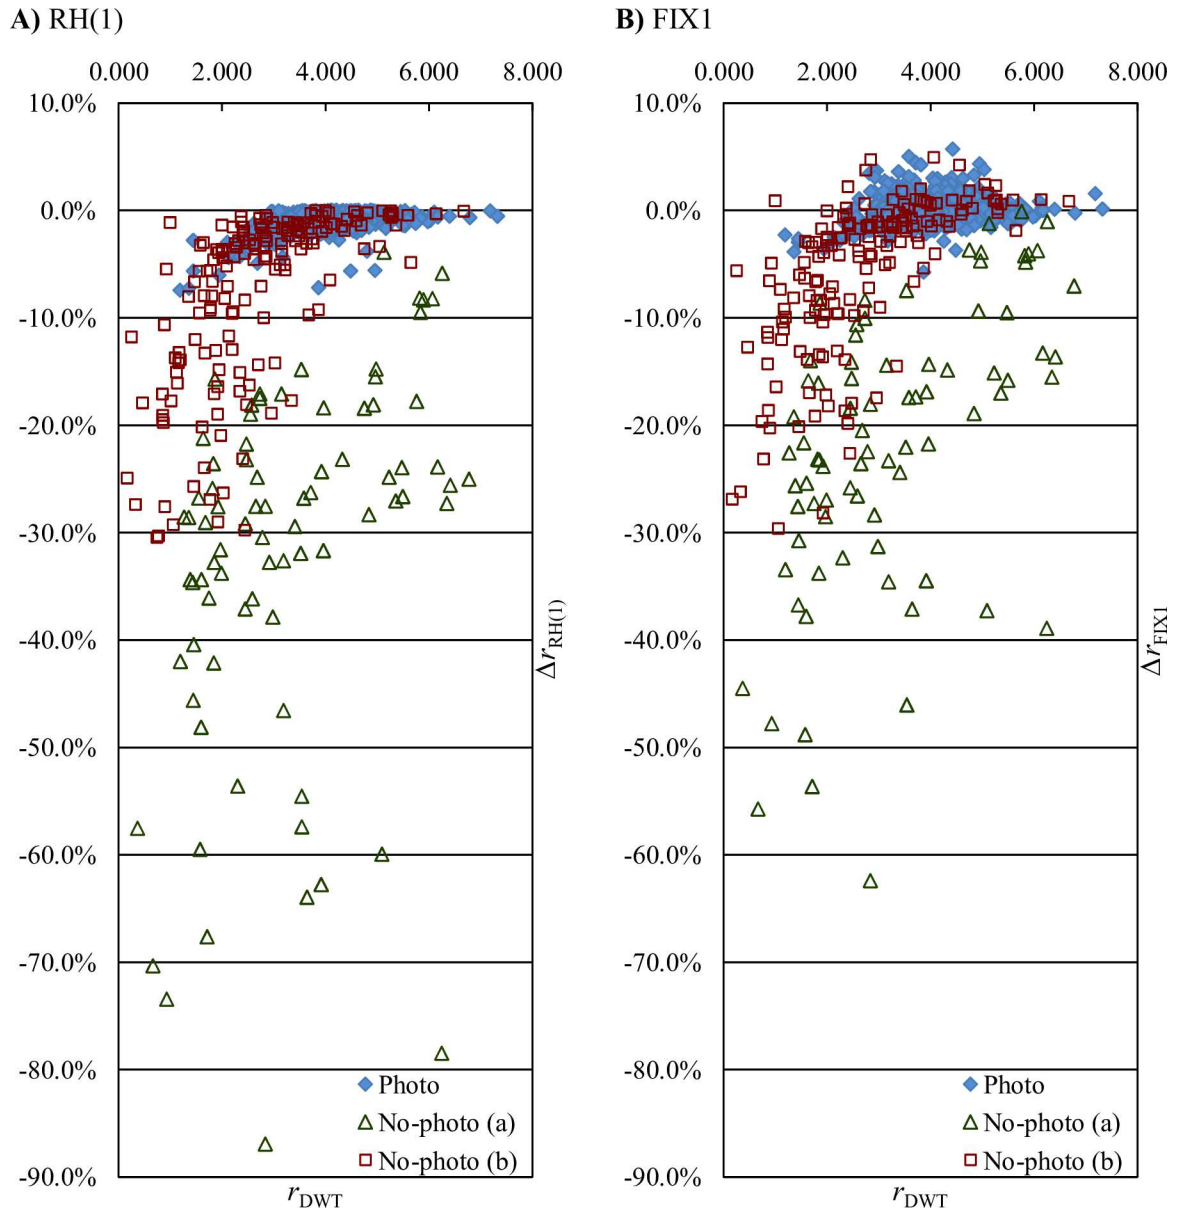 A) RH(1)
0.000 2.000 4.000 6.000 8.000
10.0%
0.0%
-10.0%
-20.0%
-30.0%
-40.0%
-50.0%
-60.0%
-70.0%
-80.0%
-90.0%
ΔrRH(1)
Photo
No-photo (a)
No-photo (b)
rDWT
B) FIX1
0.000 2.000 4.000 6.000 8.000
10.0%
0.0%
-10.0%
-20.0%
-30.0%
-40.0%
-50.0%
-60.0%
-70.0%
-80.0%
-90.0%
ΔrFIX1
Photo
No-photo (a)
No-photo (b)
rDWT